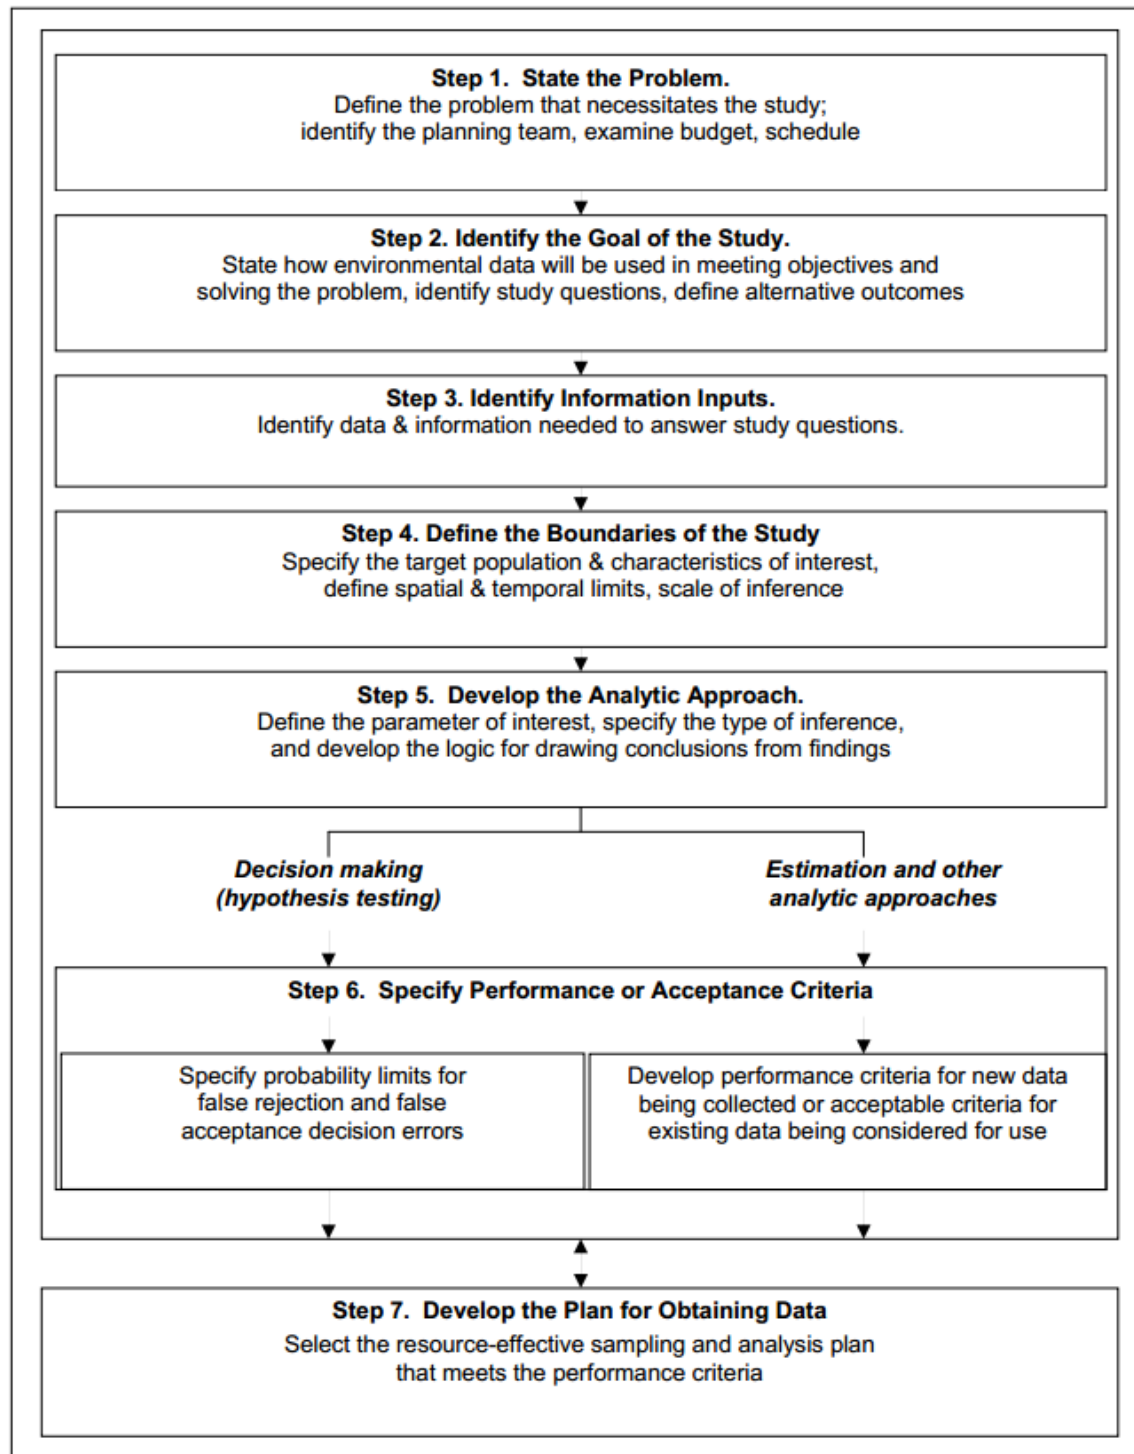 Step 1.  State the Problem.
Define the problem that necessitates the study;
identify the planning team, examine budget, schedule
Step 2. Identify the Goal of the Study.
State how environmental data will be used in meeting objectives and
solving the problem, identify study questions, define alternative outcomes
Step 3. Identify Information Inputs.
Identify data & information needed to answer study questions.
Step 4. Define the Boundaries of the Study
Specify the target population & characteristics of interest,
define spatial & temporal limits, scale of inference
Step 5.  Develop the Analytic Approach.
Define the parameter of interest, specify the type of inference,
and develop the logic for drawing conclusions from findings
Decision making
(hypothesis testing)
Estimation and other
analytic approaches
Step 6.  Specify Performance or Acceptance Criteria
Specify probability limits for
false rejection and false
acceptance decision errors
Develop performance criteria for new data
being collected or acceptable criteria for
existing data being considered for use
Step 7.  Develop the Plan for Obtaining Data
Select the resource-effective sampling and analysis plan
that meets the performance criteria